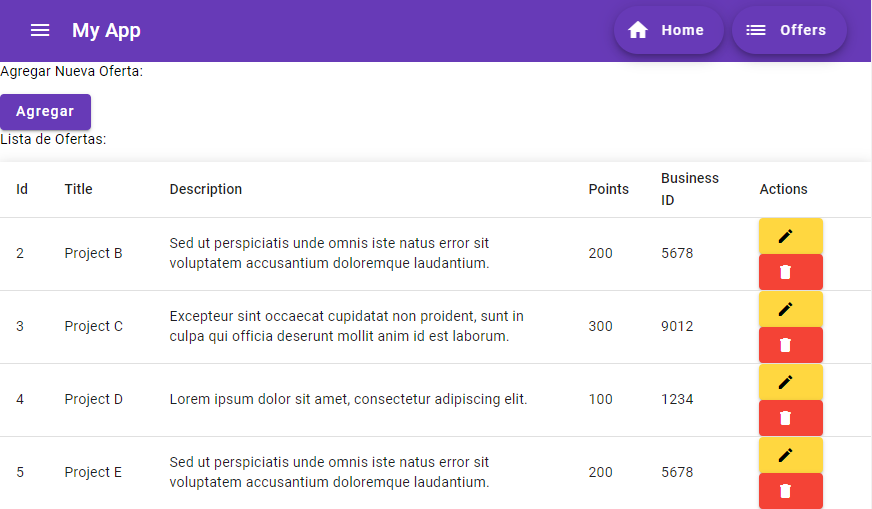 My App
Home
Offers
Agregar Nueva Oferta:
Agregar
Lista de Ofertas:
Id Title Description Points Business ID Actions
2 Project B Sed ut perspiciatis unde omnis iste natus error sit
voluptatem accusantium doloremque laudantium. 200 5678
3 Project C Excepteur sint occaecat cupidatat non proident, sunt in
culpa qui officia deserunt mollit anim id est laborum. 300 9012
4 Project D Lorem ipsum dolor sit amet, consectetur adipiscing elit. 100 1234
5 Project E Sed ut perspiciatis unde omnis iste natus error sit
voluptatem accusantium doloremque laudantium. 200 5678